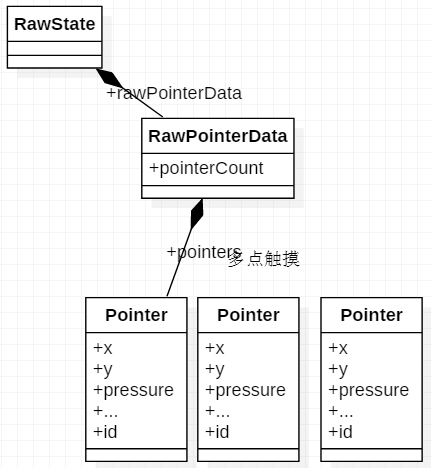 RawState
+rawPointerData
RawPointerData
+pointerCount
+pointers
多点触摸
Pointer
+x
+y
+pressure
+...
+id
Pointer
+x
+y
+pressure
+...
+id
Pointer
+x
+y
+pressure
+...
+id